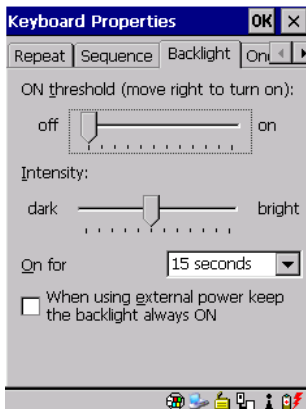 Keyboard Properties OK ×
Repeat Sequence Backlight
ON threshold (move right to turn on):
off on
Intensity:
dark bright
On for 15 seconds
When using external power keep
the backlight always ON